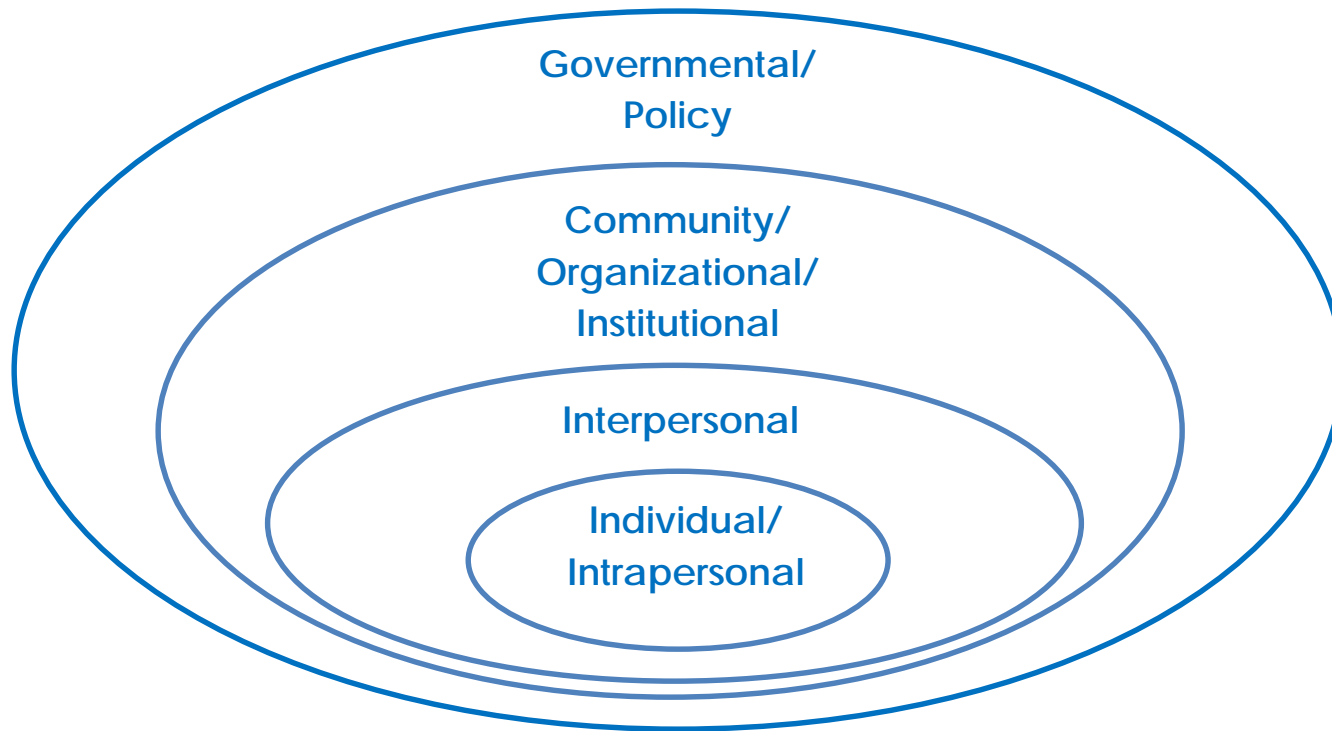 Governmental/
Policy
Community/
Organizational/
Institutional
Interpersonal
Individual/
Intrapersonal